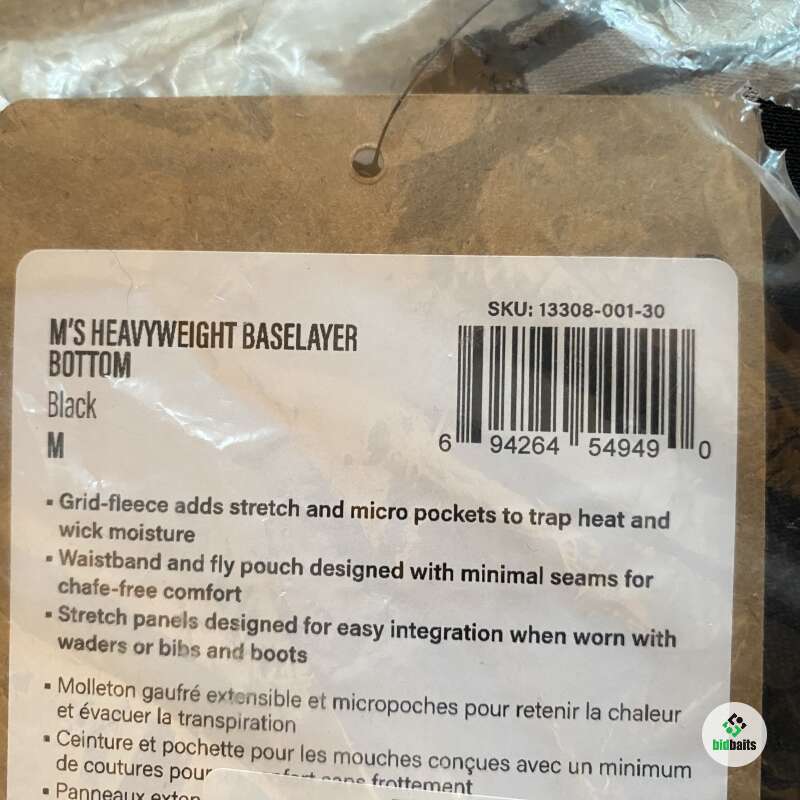 M'S HEAVYWEIGHT BASELAYER
BOTTOM
Black
M
SKU: 13308-001-30
6 94264 54949 0
▪ Grid-fleece adds stretch and micro pockets to trap heat and
wick moisture
▪ Waistband and fly pouch designed with minimal seams for
chafe-free comfort
▪ Stretch panels designed for easy integration when worn with
waders or bibs and boots
▪ Molleton gaufré extensible et micropoches pour retenir la chaleur
et évacuer la transpiration
▪ Ceinture et pochette pour les mouches conçues avec un minimum
de coutures pour sans frottement
▪ Panneaux
bidbaits